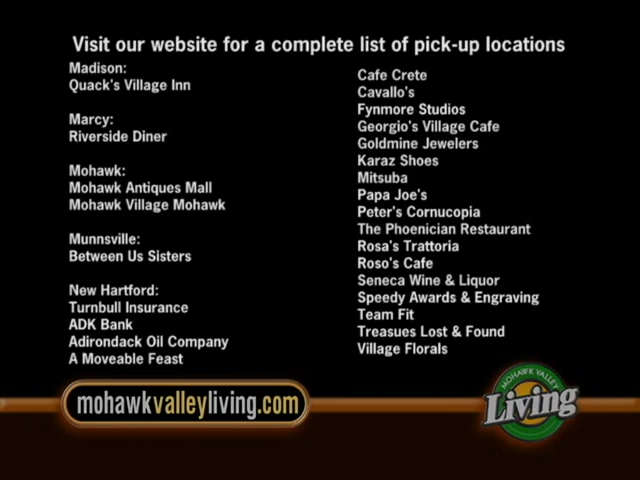 Visit our website for a complete list of pick-up locations
Madison:
Quack's Village Inn
Marcy:
Riverside Diner
Mohawk:
Mohawk Antiques Mall
Mohawk Village Mohawk
Munnsville:
Between Us Sisters
New Hartford:
Turnbull Insurance
ADK Bank
Adirondack Oil Company
A Moveable Feast
Cafe Crete
Cavallo's
Fynmore Studios
Georgio's Village Cafe
Goldmine Jewelers
Karaz Shoes
Mitsuba
Papa Joe's
Peter's Cornucopia
The Phoenician Restaurant
Rosa's Trattoria
Roso's Cafe
Seneca Wine & Liquor
Speedy Awards & Engraving
Team Fit
Treasues Lost & Found
Village Florals
mohawkvalleyliving.com
MOHAWK VALLEY
Living